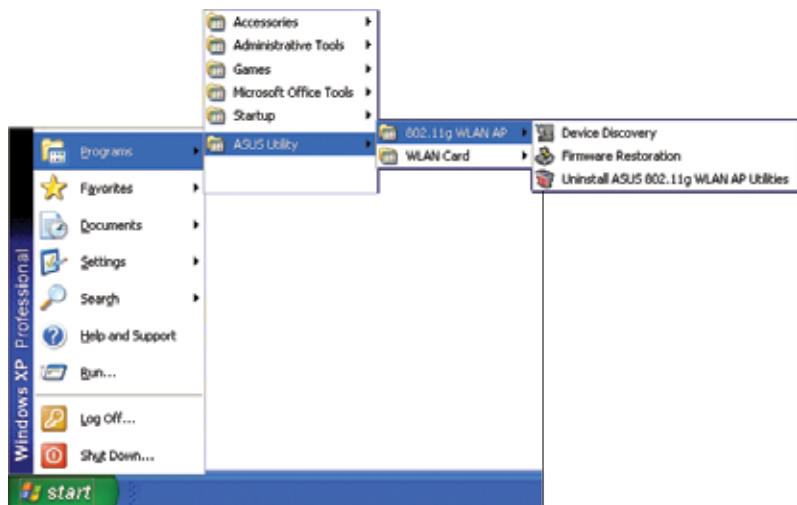 Accessories
Administrative Tools
Games
Microsoft Office Tools
Startup
ASUS Utility
802.11g WLAN AP
WLAN Card
Device Discovery
Firmware Restoration
Uninstall ASUS 802.11g WLAN AP Utilities
Programs
Favorites
Documents
Settings
Search
Help and Support
Run...
Log Off...
Shut Down...
Windows XP Professional
start